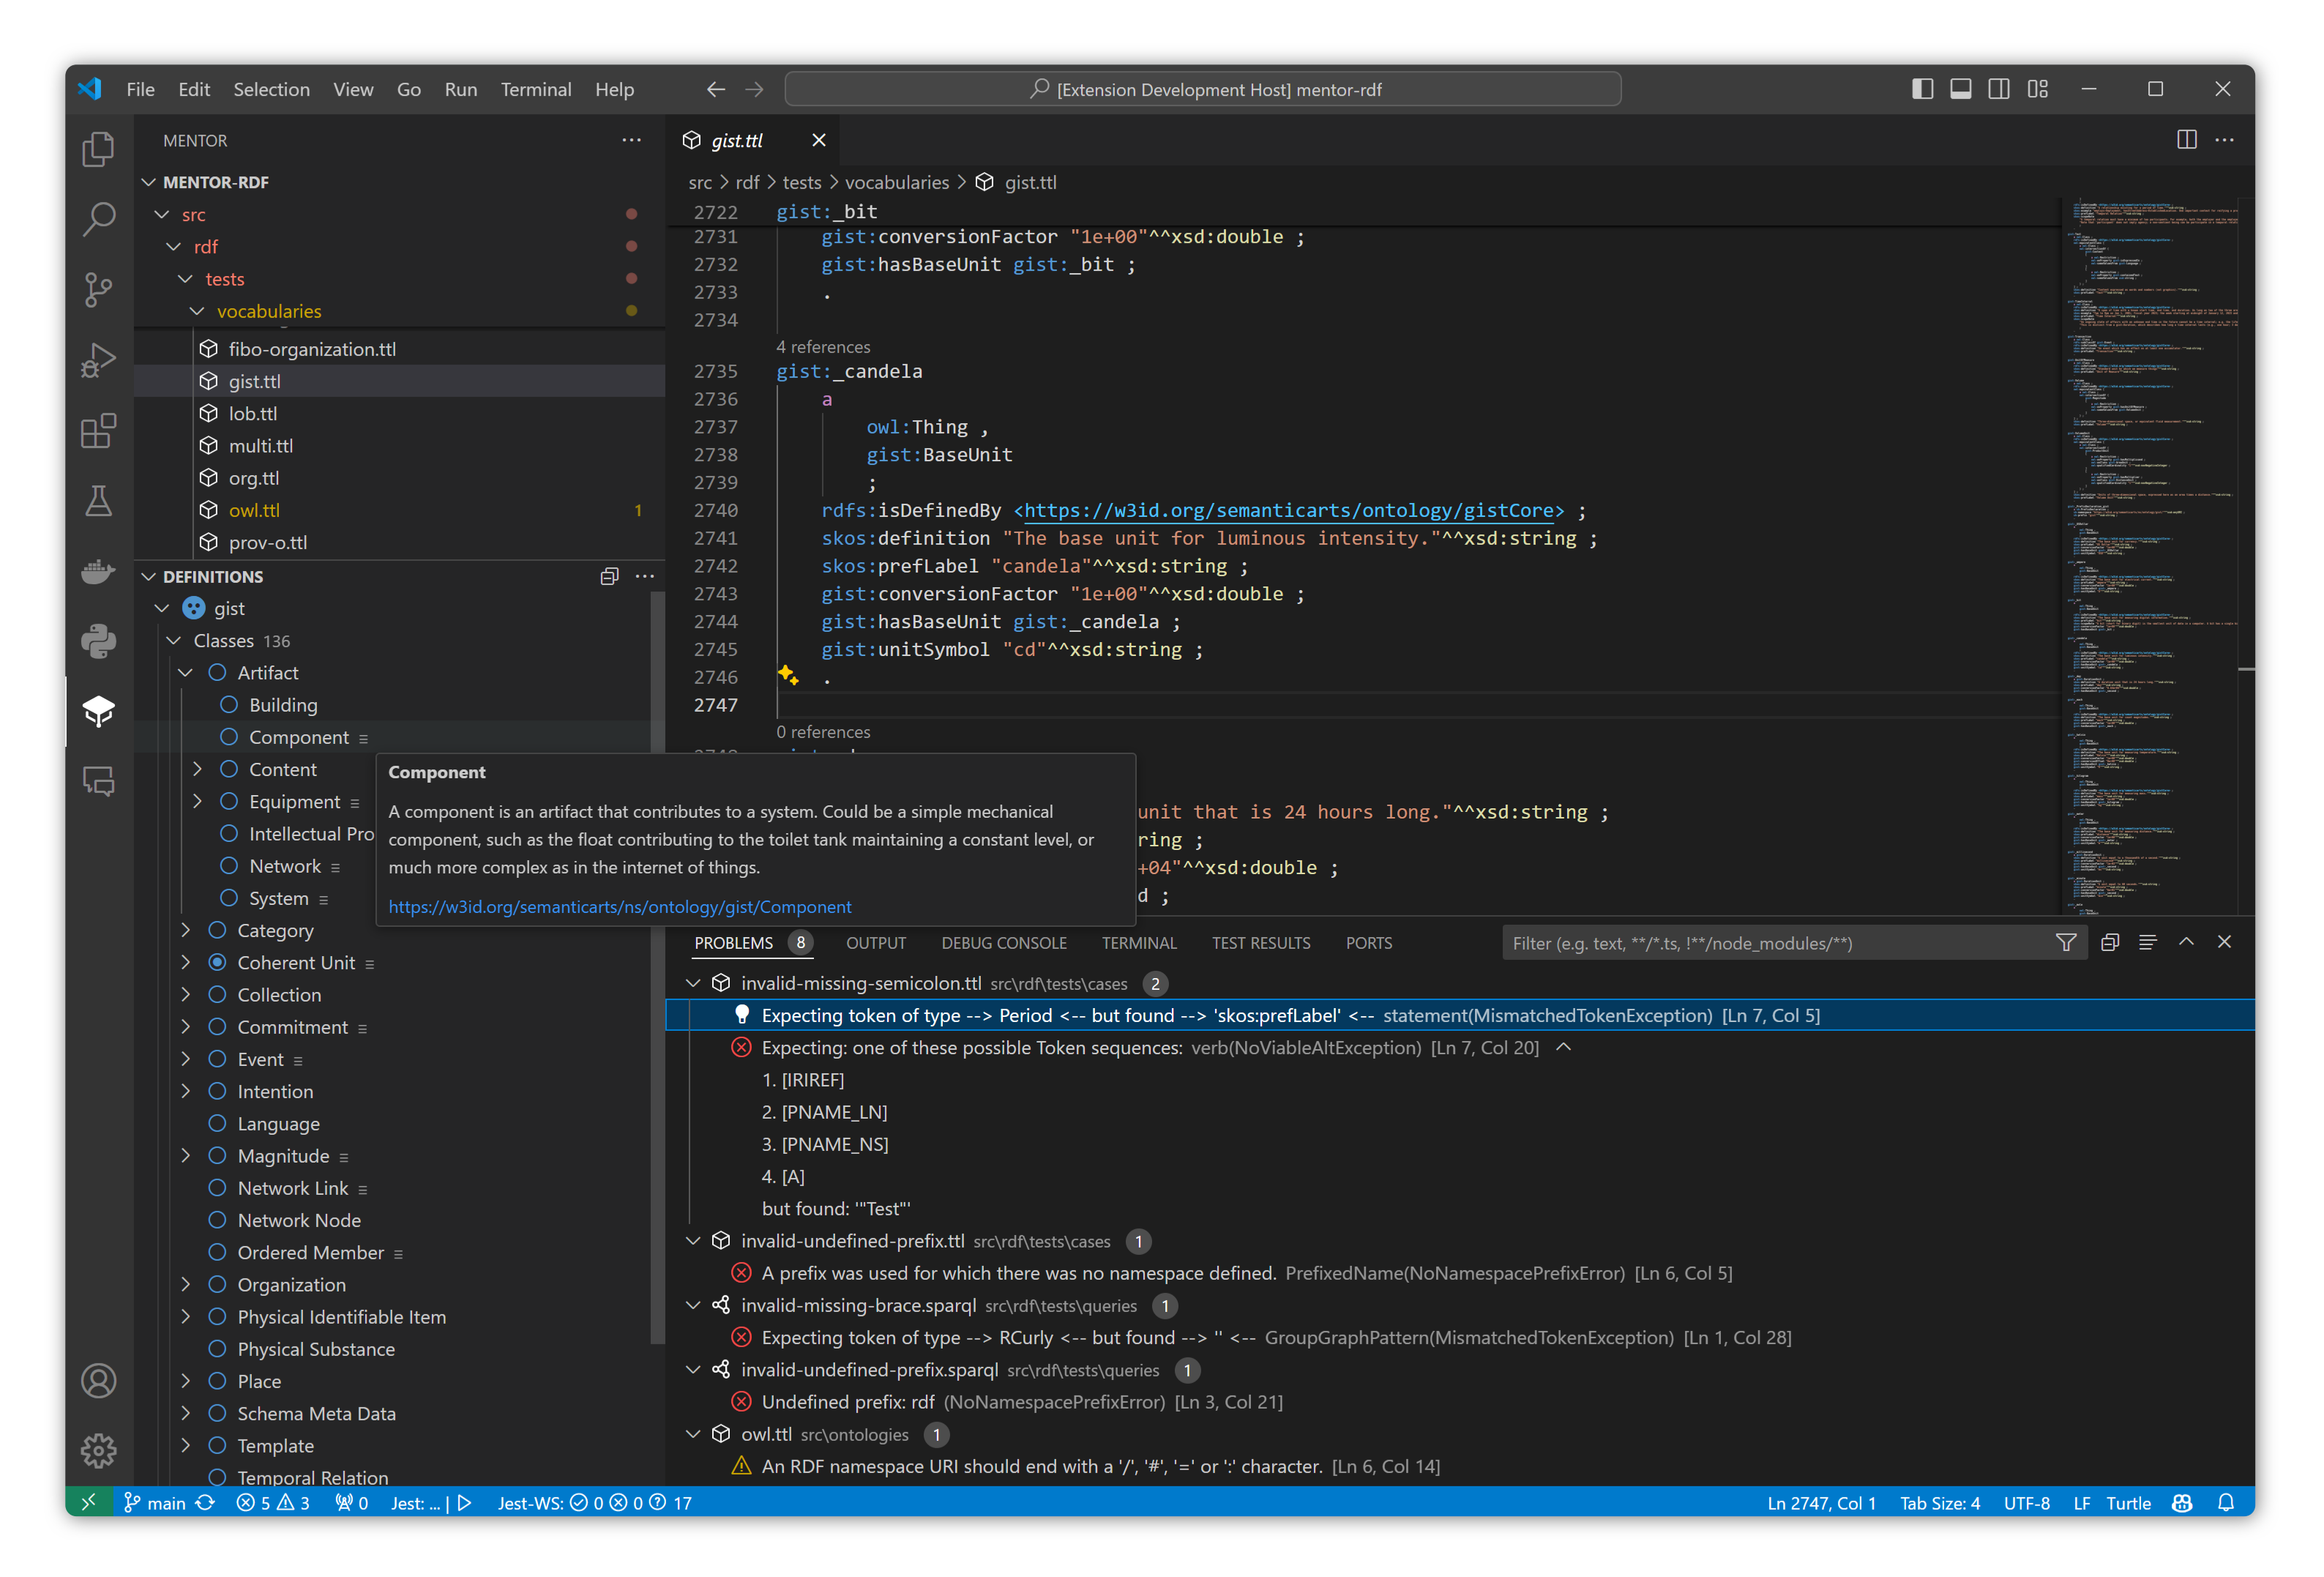 File Edit Selection View Go Run Terminal Help
[Extension Development Host] mentor-rdf
MENTOR
MENTOR-RDF
src
rdf
tests
vocabularies
fibo-organization.ttl
gist.ttl
lob.ttl
multi.ttl
org.ttl
owl.ttl 1
prov-o.ttl
DEFINITIONS
gist
Classes 136
Artifact
Building
Component
Content
Equipment
Intellectual Pro
Network
System
Category
Coherent Unit
Collection
Commitment
Event
Intention
Language
Magnitude
Network Link
Network Node
Ordered Member
Organization
Physical Identifiable Item
Physical Substance
Place
Schema Meta Data
Template
Temporal Relation
gist.ttl
src > rdf > tests > vocabularies > gist.ttl
2722 gist:_bit
2731 gist:conversionFactor "1e+00"^^xsd:double ;
2732 gist:hasBaseUnit gist:_bit ;
2733 .
2734
4 references
2735 gist:_candela
2736 a
2737 owl:Thing ,
2738 gist:BaseUnit
2739 ;
2740 rdfs:isDefinedBy <https://w3id.org/semanticarts/ontology/gistCore> ;
2741 skos:definition "The base unit for luminous intensity."^^xsd:string ;
2742 skos:prefLabel "candela"^^xsd:string ;
2743 gist:conversionFactor "1e+00"^^xsd:double ;
2744 gist:hasBaseUnit gist:_candela ;
2745 gist:unitSymbol "cd"^^xsd:string ;
2746 .
2747
0 references
Component
A component is an artifact that contributes to a system. Could be a simple mechanical
component, such as the float contributing to the toilet tank maintaining a constant level, or
much more complex as in the internet of things.
https://w3id.org/semanticarts/ns/ontology/gist/Component
unit that is 24 hours long."^^xsd:string ;
ring ;
+04"^^xsd:double ;
d ;
PROBLEMS 8 OUTPUT DEBUG CONSOLE TERMINAL TEST RESULTS PORTS
Filter (e.g. text, **/*.ts, !**/node_modules/**)
invalid-missing-semicolon.ttl src\rdf\tests\cases 2
Expecting token of type --> Period <-- but found --> 'skos:prefLabel' <-- statement(MismatchedTokenException) [Ln 7, Col 5]
Expecting: one of these possible Token sequences: verb(NoViableAltException) [Ln 7, Col 20]
1. [IRIREF]
2. [PNAME_LN]
3. [PNAME_NS]
4. [A]
but found: '"Test"'
invalid-undefined-prefix.ttl src\rdf\tests\cases 1
A prefix was used for which there was no namespace defined. PrefixedName(NoNamespacePrefixError) [Ln 6, Col 5]
invalid-missing-brace.sparql src\rdf\tests\queries 1
Expecting token of type --> RCurly <-- but found --> '' <-- GroupGraphPattern(MismatchedTokenException) [Ln 1, Col 28]
invalid-undefined-prefix.sparql src\rdf\tests\queries 1
Undefined prefix: rdf (NoNamespacePrefixError) [Ln 3, Col 21]
owl.ttl src\ontologies 1
An RDF namespace URI should end with a '/', '#', '=' or ':' character. [Ln 6, Col 14]
main 5 3 0 Jest: ... | Jest-WS: 0 0 17
Ln 2747, Col 1 Tab Size: 4 UTF-8 LF Turtle